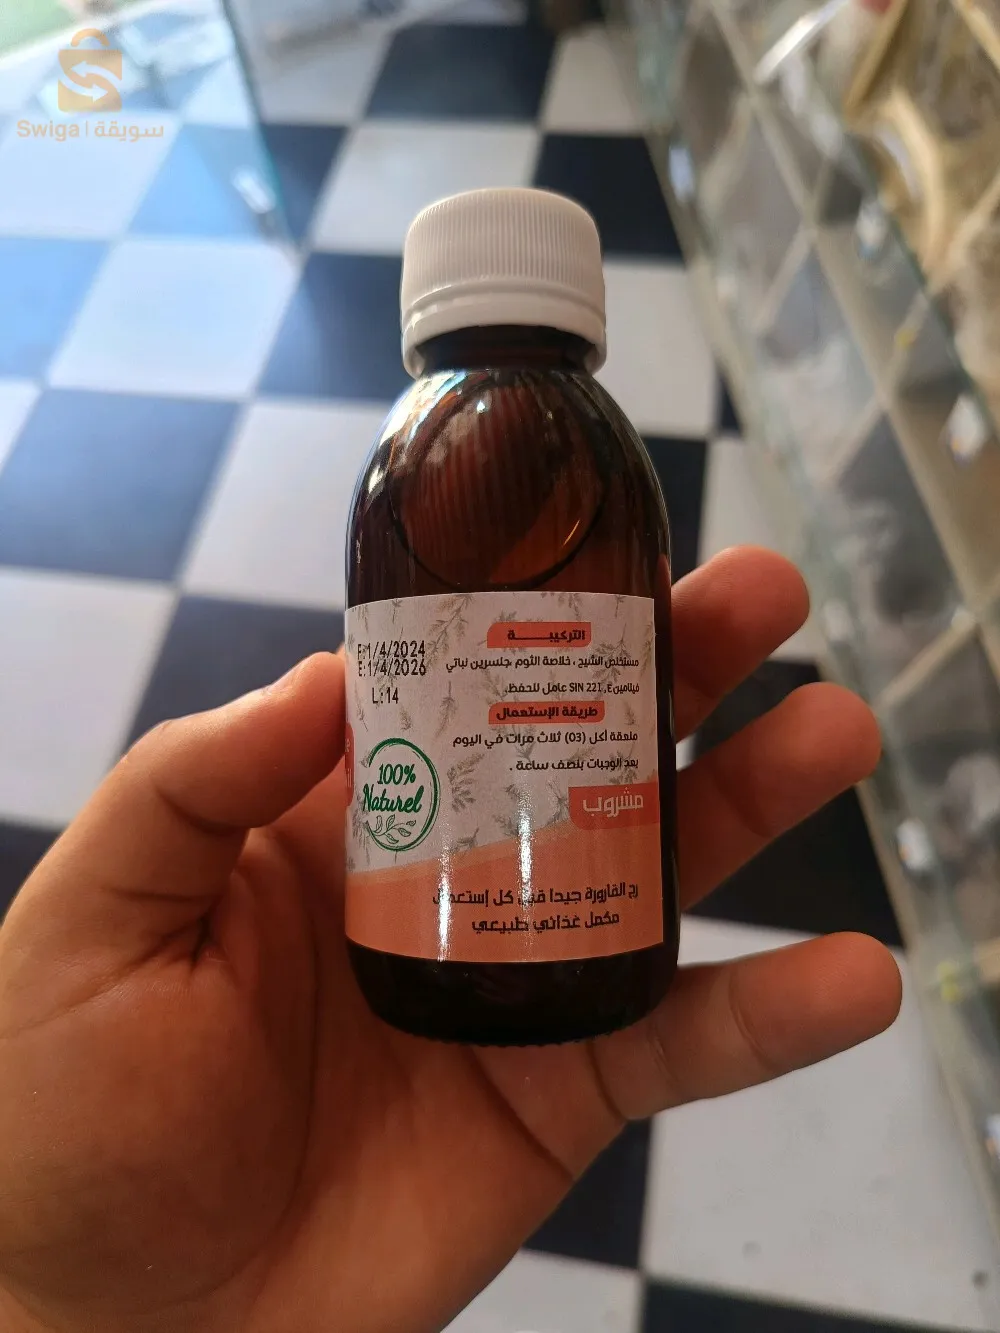 Swiga | سويقة
التركيبــــة
مستخلص الشيح ، خلاصة الثوم ،جلسرين نباتي
فيتامينE, SIN 221 عامل للحفظ.
طريقة الإستعمال
ملعقة أكل (03) ثلاث مرات في اليوم
بعد الوجبات بنصف ساعة .
مشروب
F:1/4/2024
E:1/4/2026
L:14
100%
Naturel
رج القارورة جيدا قبل كل إستعمال
مكمل غذائي طبيعي